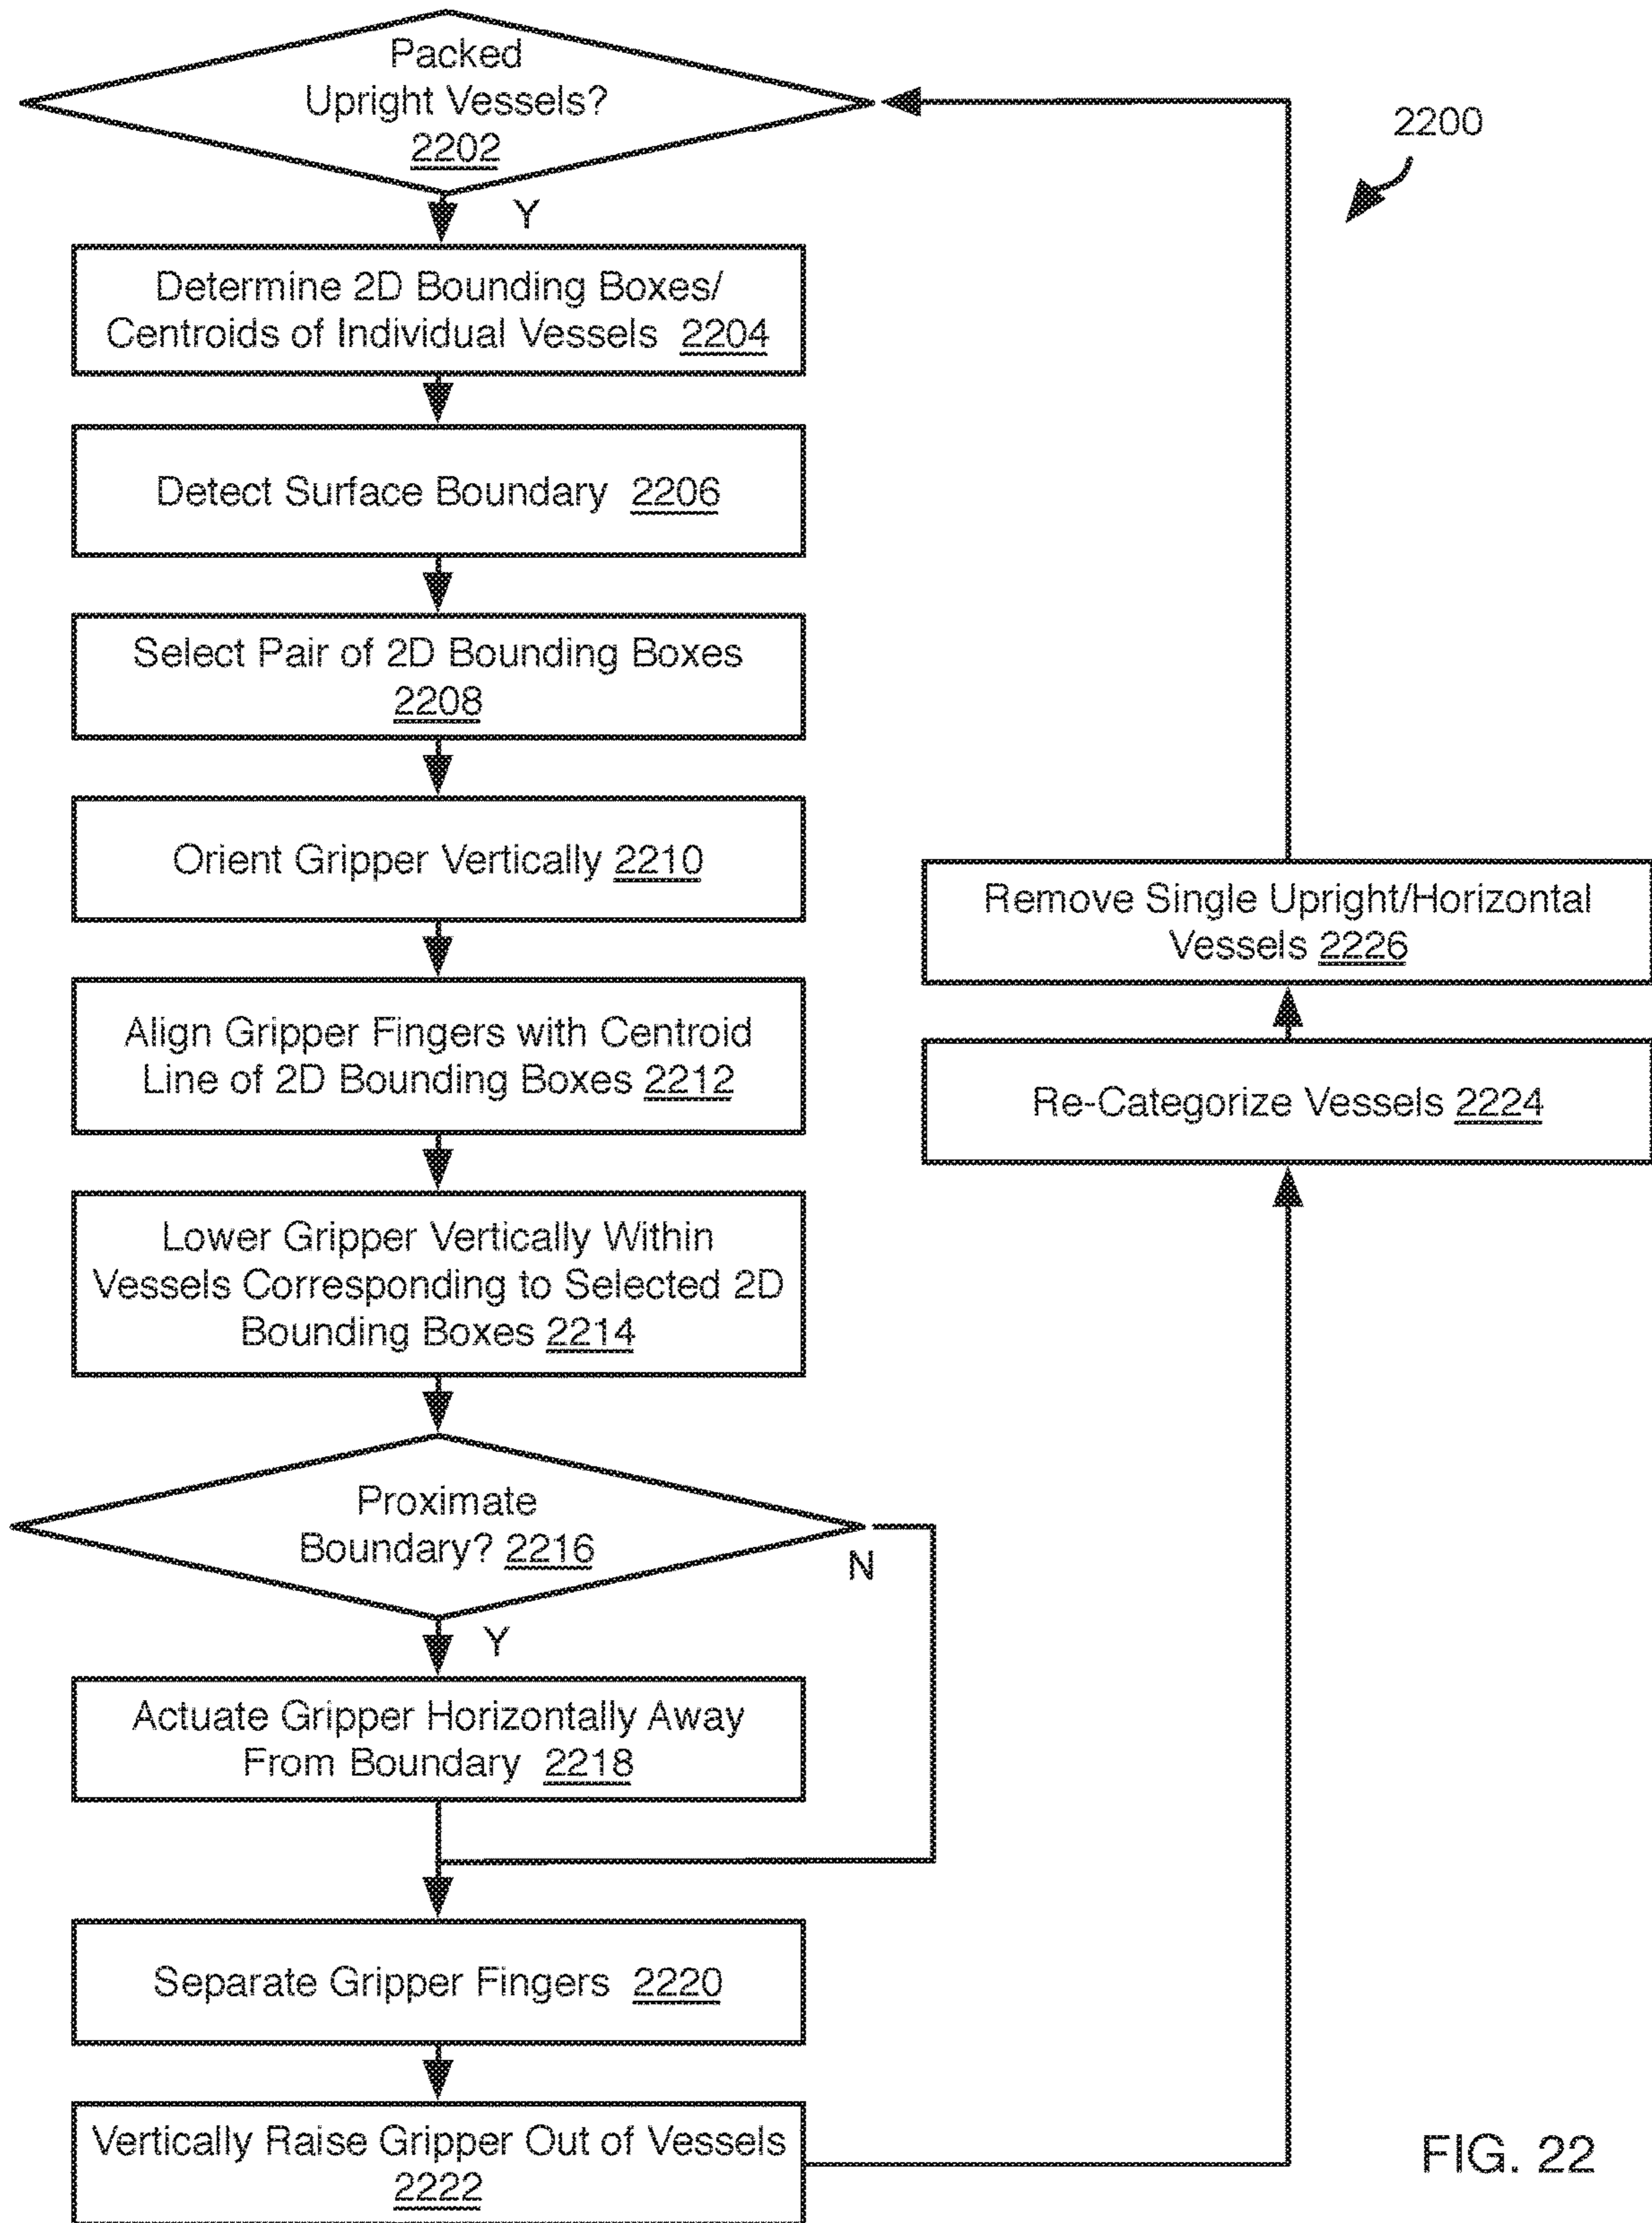 Packed
Upright Vessels?
2202
2200
Y
Determine 2D Bounding Boxes/
Centroids of Individual Vessels 2204
Detect Surface Boundary 2206
Select Pair of 2D Bounding Boxes
2208
Orient Gripper Vertically 2210
Align Gripper Fingers with Centroid
Line of 2D Bounding Boxes 2212
Lower Gripper Vertically Within
Vessels Corresponding to Selected 2D
Bounding Boxes 2214
Proximate
Boundary? 2216
N
Y
Actuate Gripper Horizontally Away
From Boundary 2218
Separate Gripper Fingers 2220
Vertically Raise Gripper Out of Vessels
2222
Re-Categorize Vessels 2224
Remove Single Upright/Horizontal
Vessels 2226
FIG. 22